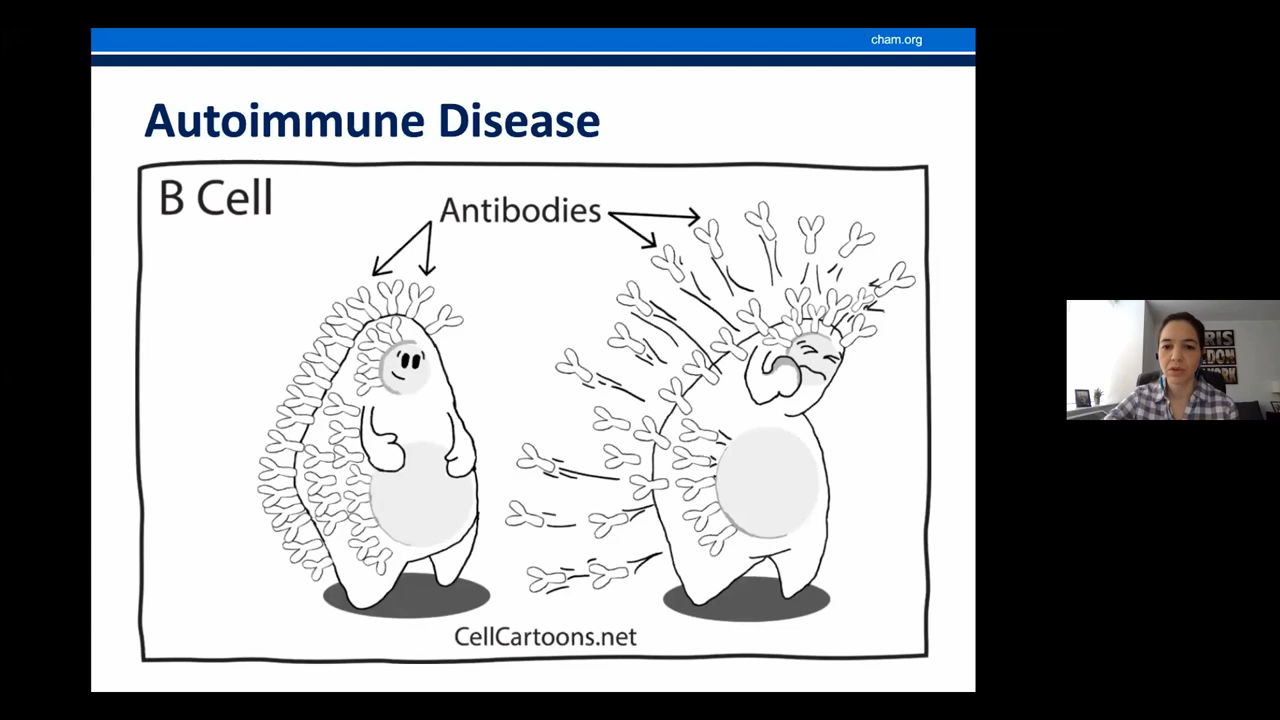 cham.org
Autoimmune Disease
B Cell
Antibodies
CellCartoons.net